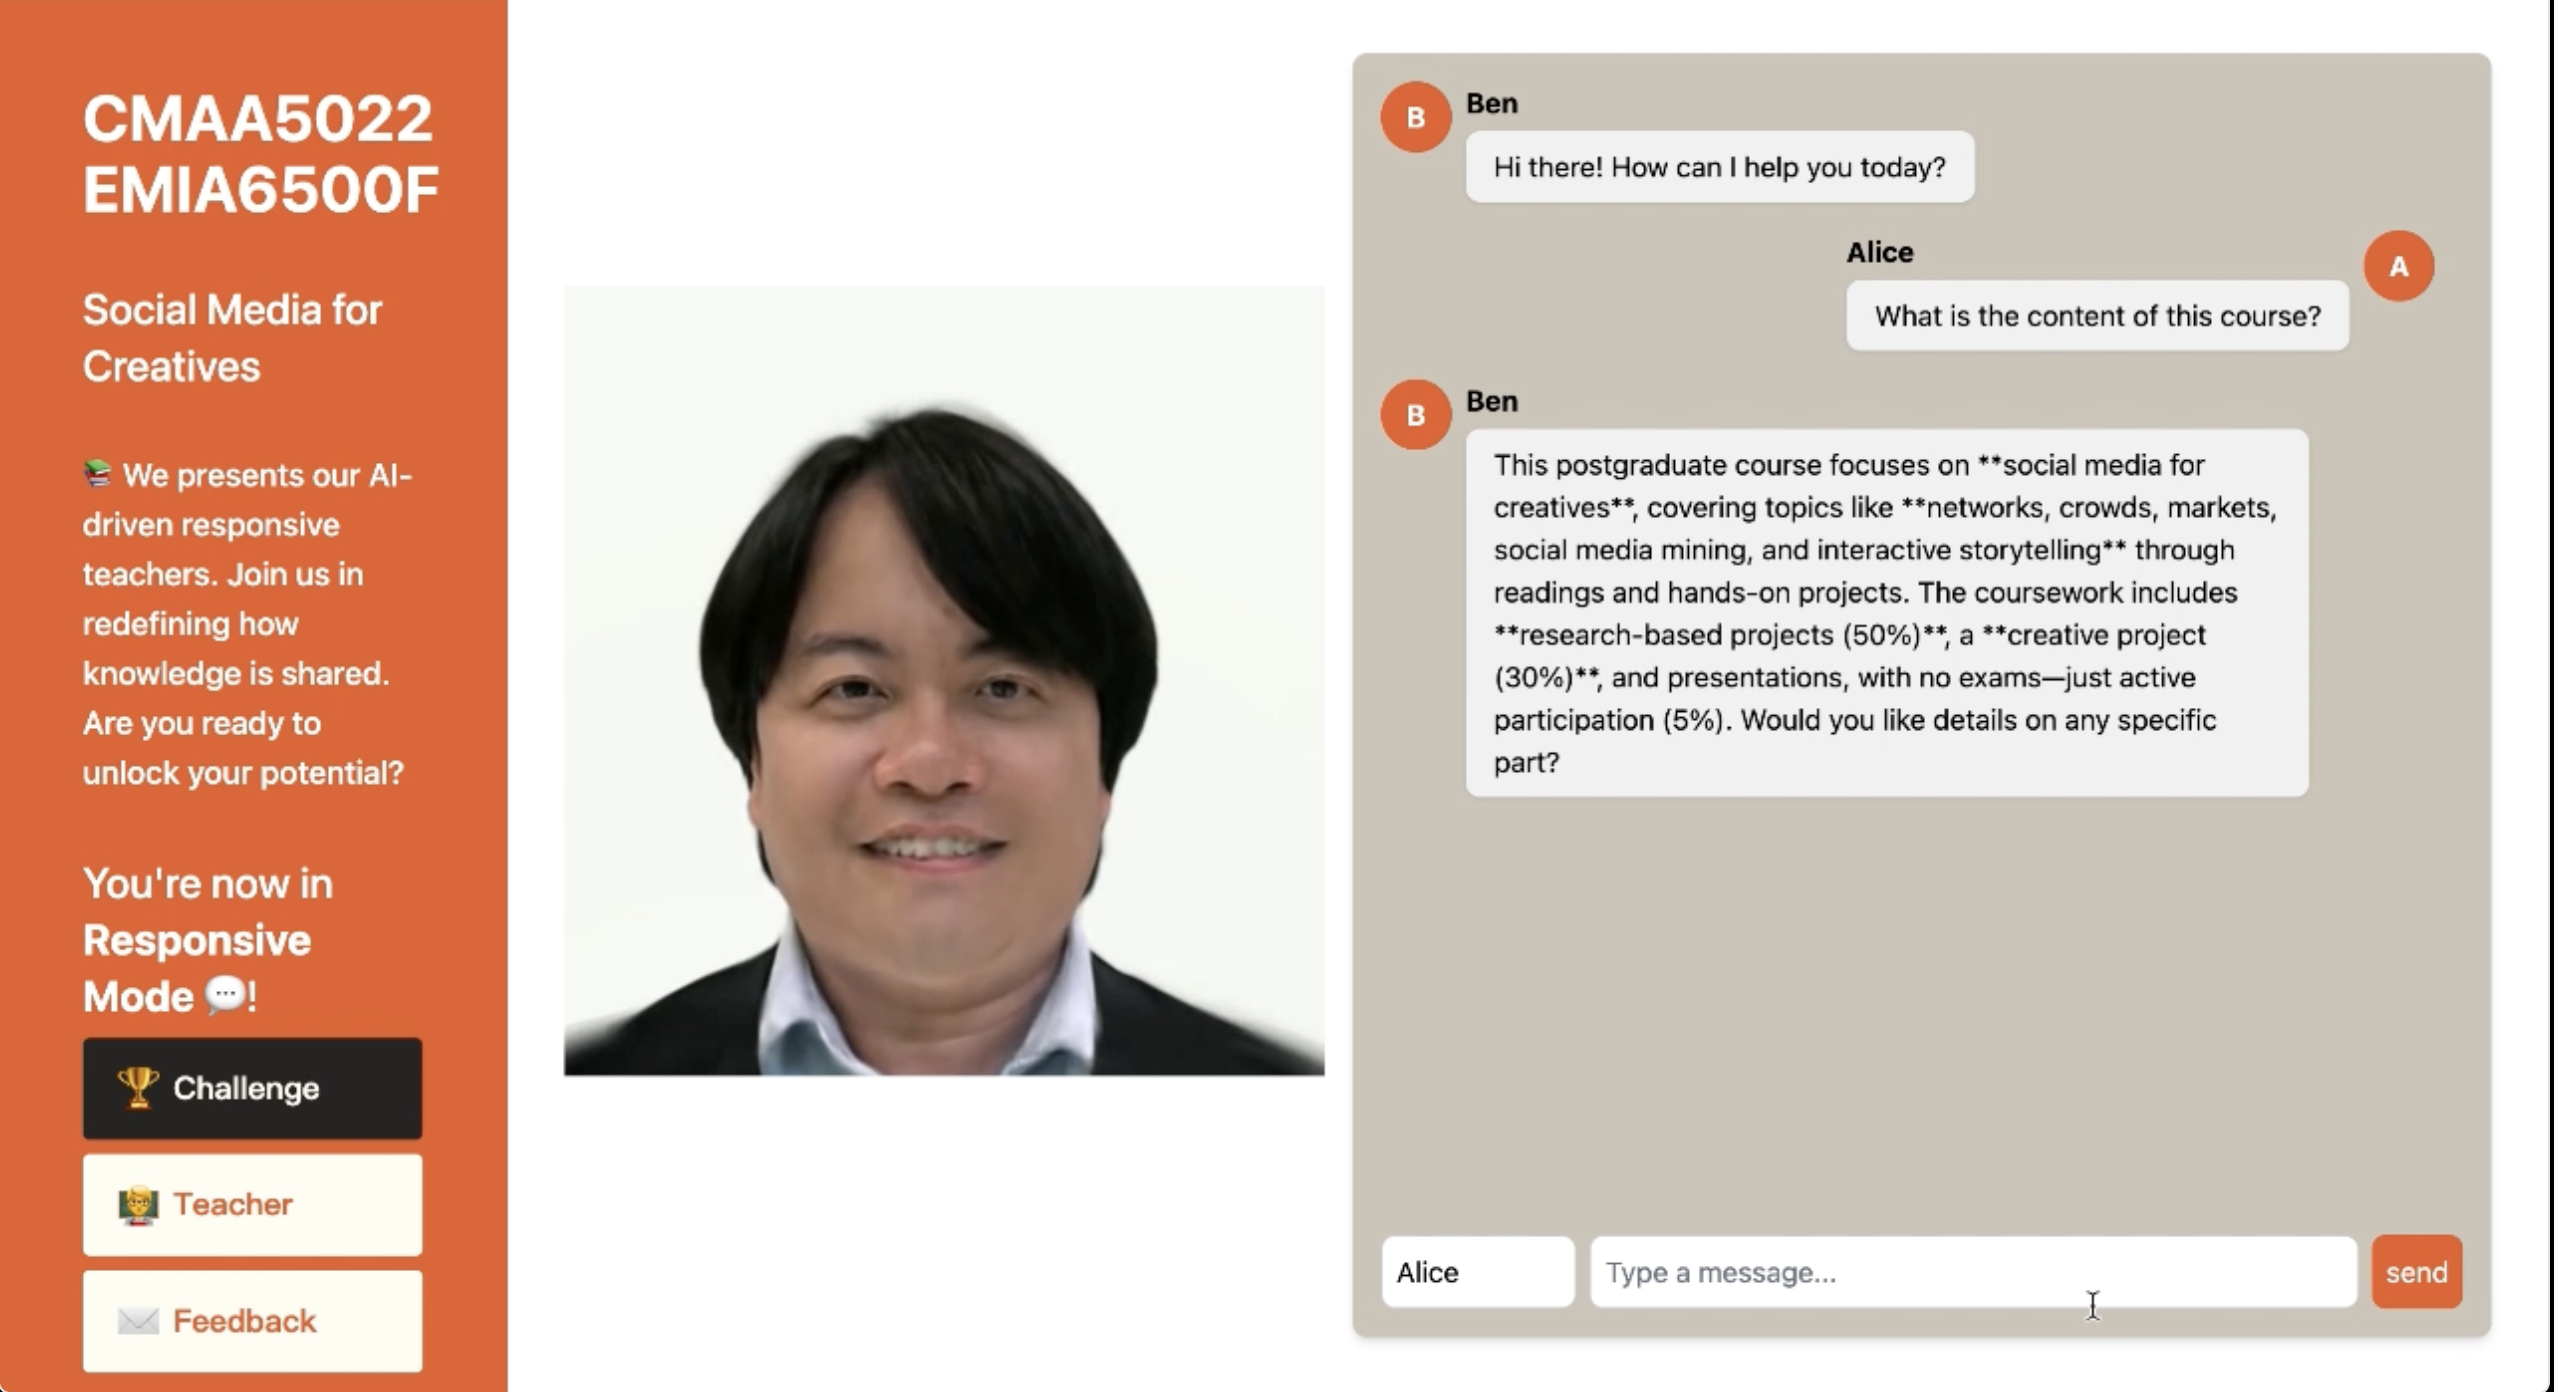 CMAA5022
EMIA6500F
Social Media for
Creatives
📚 We presents our AI-
driven responsive
teachers. Join us in
redefining how
knowledge is shared.
Are you ready to
unlock your potential?
You're now in
Responsive
Mode 💬!
🏆 Challenge
👨‍🏫 Teacher
✉️ Feedback
B
Ben
Hi there! How can I help you today?
Alice
A
What is the content of this course?
B
Ben
This postgraduate course focuses on **social media for
creatives**, covering topics like **networks, crowds, markets,
social media mining, and interactive storytelling** through
readings and hands-on projects. The coursework includes
**research-based projects (50%)**, a **creative project
(30%)**, and presentations, with no exams—just active
participation (5%). Would you like details on any specific
part?
Alice
Type a message...
send